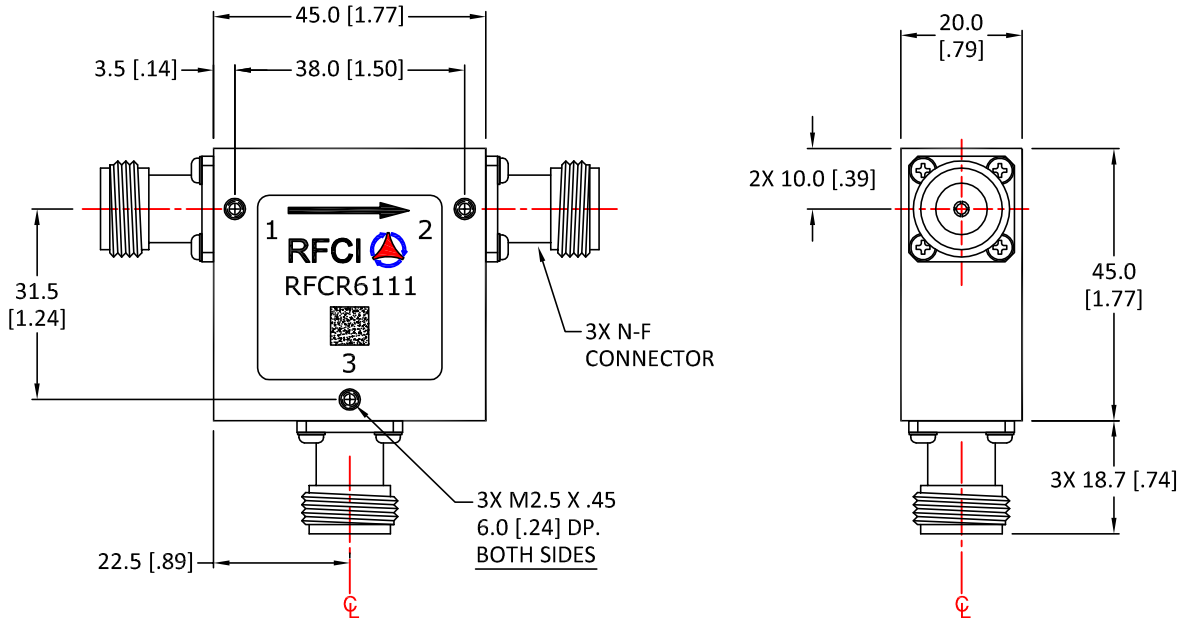 45.0 [1.77]
3.5 [.14]
38.0 [1.50]
1
2
RFCI
RFCR6111
3
31.5
[1.24]
3X N-F
CONNECTOR
3X M2.5 X .45
6.0 [.24] DP.
BOTH SIDES
22.5 [.89]
℄
20.0
[.79]
2X 10.0 [.39]
45.0
[1.77]
3X 18.7 [.74]
℄